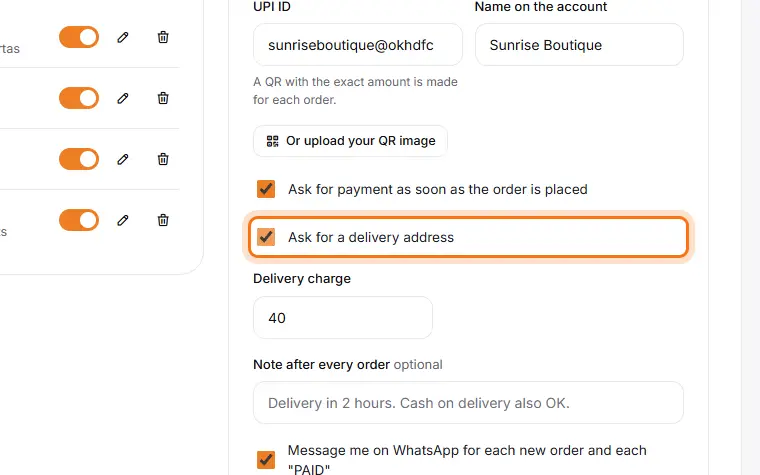 UPI ID
Name on the account
sunriseboutique@okhdfc
Sunrise Boutique
A QR with the exact amount is made
for each order.
Or upload your QR image
Ask for payment as soon as the order is placed
Ask for a delivery address
Delivery charge
40
Note after every order optional
Delivery in 2 hours. Cash on delivery also OK.
Message me on WhatsApp for each new order and each
"PAID"